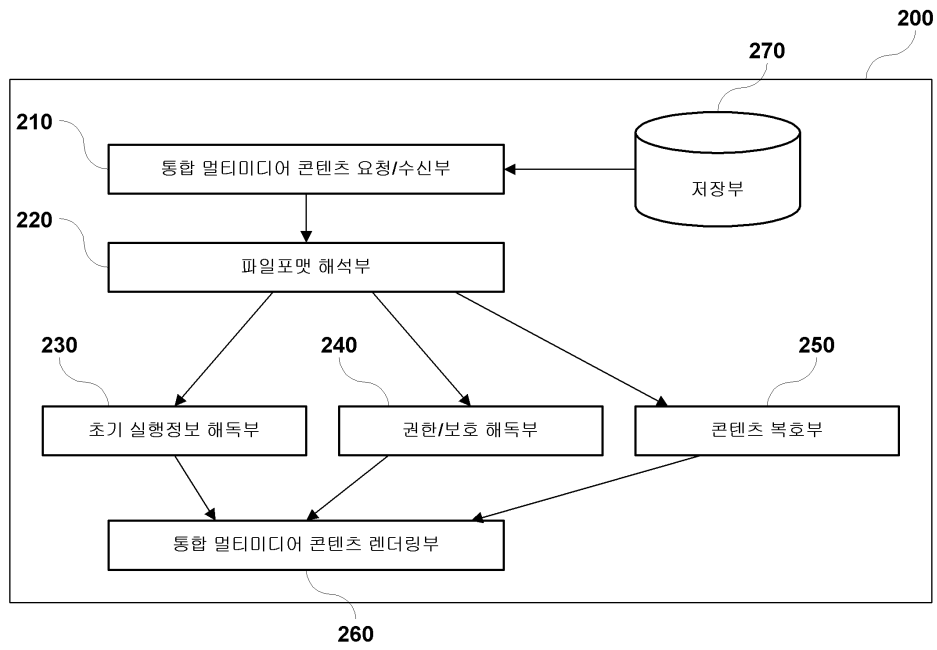 200
270
210
통합 멀티미디어 콘텐츠 요청/수신부
저장부
220
파일포맷 해석부
230
240
250
초기 실행정보 해독부
권한/보호 해독부
콘텐츠 복호부
통합 멀티미디어 콘텐츠 렌더링부
260